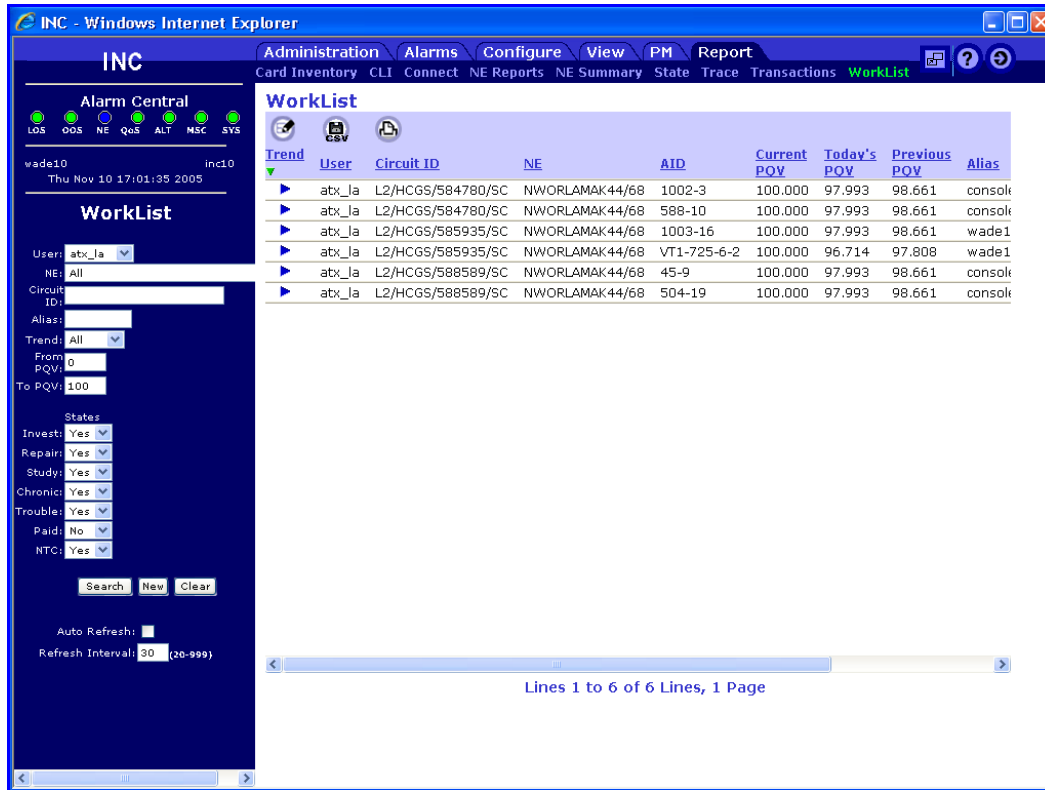 INC - Windows Internet Explorer
INC
Administration Alarms Configure View PM Report
Card Inventory CLI Connect NE Reports NE Summary State Trace Transactions WorkList
Alarm Central
LOS OOS NE QoS ALT MSC SYS
wade10 inc10
Thu Nov 10 17:01:35 2005
WorkList
User: atx_la
NE: All
Circuit ID:
Alias:
Trend: All
From PQV: 0
To PQV: 100
States
Invest: Yes
Repair: Yes
Study: Yes
Chronic: Yes
Trouble: Yes
Paid: No
NTC: Yes
Search New Clear
Auto Refresh:
Refresh Interval: 30 (20-999)
WorkList
CSV
Trend User Circuit ID NE AID Current PQV Today's PQV Previous PQV Alias
atx_la L2/HCGS/584780/SC NWORLAMAK44/68 1002-3 100.000 97.993 98.661 console
atx_la L2/HCGS/584780/SC NWORLAMAK44/68 588-10 100.000 97.993 98.661 console
atx_la L2/HCGS/585935/SC NWORLAMAK44/68 1003-16 100.000 97.993 98.661 wade1
atx_la L2/HCGS/585935/SC NWORLAMAK44/68 VT1-725-6-2 100.000 96.714 97.808 wade1
atx_la L2/HCGS/588589/SC NWORLAMAK44/68 45-9 100.000 97.993 98.661 console
atx_la L2/HCGS/588589/SC NWORLAMAK44/68 504-19 100.000 97.993 98.661 console
Lines 1 to 6 of 6 Lines, 1 Page